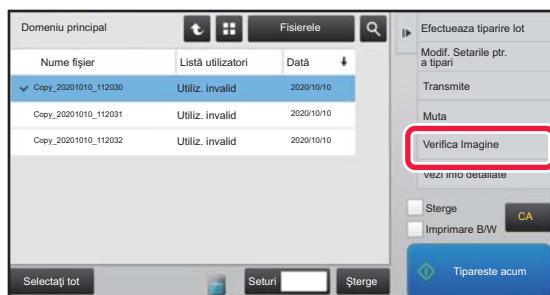 Domeniu principal
Fisierele
Nume fişier
Listă utilizatori
Dată
Copy_20201010_112030
Utiliz. invalid
2020/10/10
Copy_20201010_112031
Utiliz. invalid
2020/10/10
Copy_20201010_112032
Utiliz. invalid
2020/10/10
Selectaţi tot
Seturi
Şterge
Efectueaza tiparire lot
Modif. Setarile ptr.
a tipari
Transmite
Muta
Verifica Imagine
Vezi info detaliate
Sterge
Imprimare B/W
CA
Tipareste acum